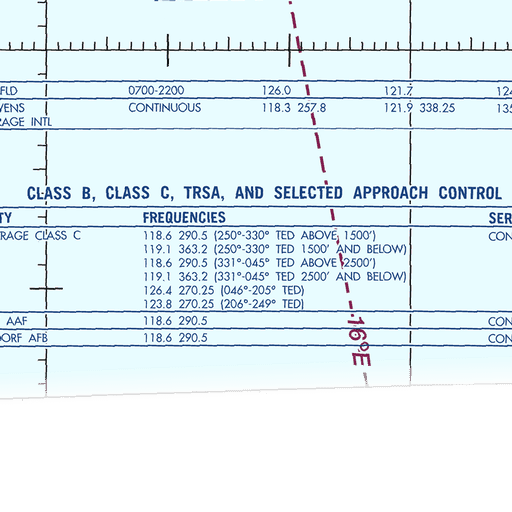 FLD 0700-2200 126.0 121.7 124
VENS CONTINUOUS 118.3 257.8 121.9 338.25 135
RAGE INTL
CLASS B, CLASS C, TRSA, AND SELECTED APPROACH CONTROL
TY FREQUENCIES SER
RAGE CLASS C 118.6 290.5 (250°-330° TED ABOVE 1500') CON
119.1 363.2 (250°-330° TED 1500' AND BELOW)
118.6 290.5 (331°-045° TED ABOVE 2500')
119.1 363.2 (331°-045° TED 2500' AND BELOW)
126.4 270.25 (046°-205° TED)
123.8 270.25 (206°-249° TED)
AAF 118.6 290.5 CON
DORF AFB 118.6 290.5 CON
16°E